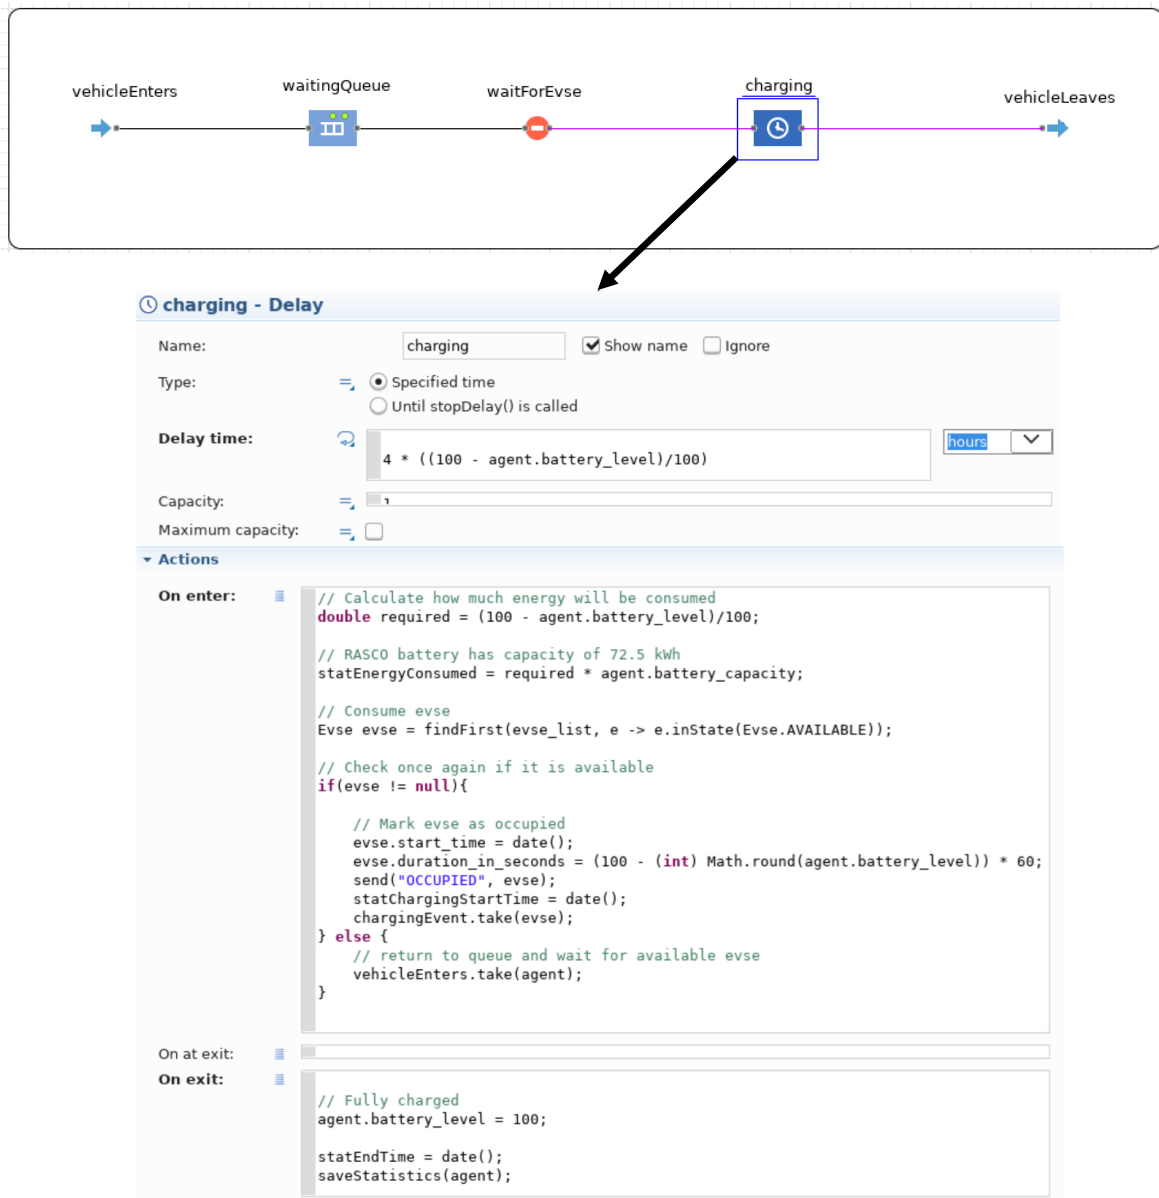 vehicleEnters
waitingQueue
waitForEvse
charging
vehicleLeaves
charging - Delay
Name:
charging
Show name
Ignore
Type:
Specified time
Until stopDelay() is called
Delay time:
4 * ((100 - agent.battery_level)/100)
hours
Capacity:
1
Maximum capacity:
Actions
On enter:
// Calculate how much energy will be consumed
double required = (100 - agent.battery_level)/100;
// RASCO battery has capacity of 72.5 kWh
statEnergyConsumed = required * agent.battery_capacity;
// Consume evse
Evse evse = findFirst(evse_list, e -> e.inState(Evse.AVAILABLE));
// Check once again if it is available
if(evse != null){
// Mark evse as occupied
evse.start_time = date();
evse.duration_in_seconds = (100 - (int) Math.round(agent.battery_level)) * 60;
send("OCCUPIED", evse);
statChargingStartTime = date();
chargingEvent.take(evse);
} else {
// return to queue and wait for available evse
vehicleEnters.take(agent);
}
On at exit:
On exit:
// Fully charged
agent.battery_level = 100;
statEndTime = date();
saveStatistics(agent);